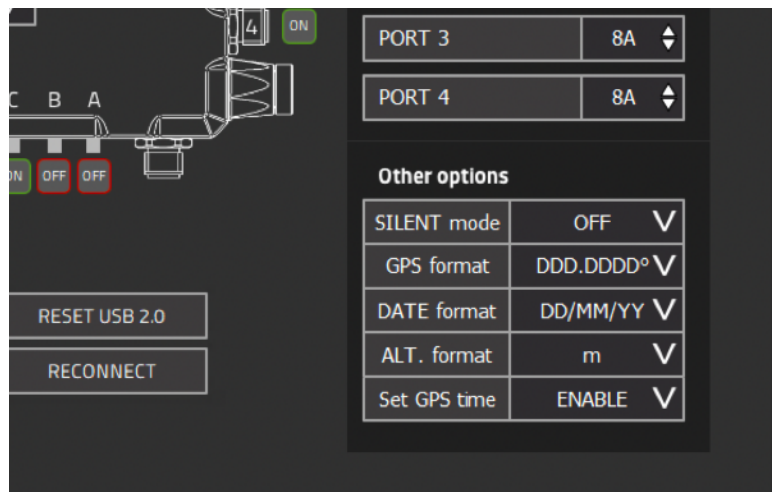 4
ON
PORT 3
8A
PORT 4
8A
C B A
ON
OFF
OFF
Other options
SILENT mode
OFF
GPS format
DDD.DDDD°
DATE format
DD/MM/YY
ALT. format
m
Set GPS time
ENABLE
RESET USB 2.0
RECONNECT